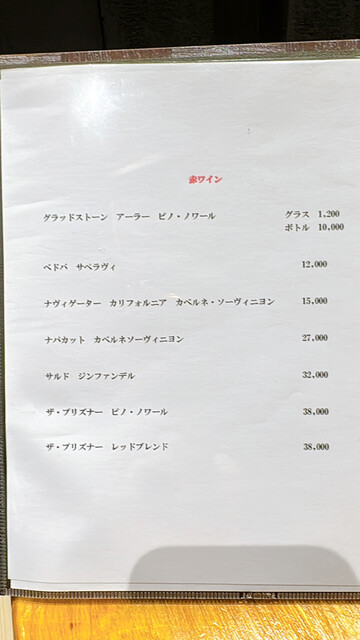 赤ワイン
グラッドストーン　アーラー　ピノ・ノワール　グラス　1,200
ボトル　10,000
ベドバ　サペラヴィ　12,000
ナヴィゲーター　カリフォルニア　カベルネ・ソーヴィニヨン　15,000
ナパカット　カベルネソーヴィニヨン　27,000
サルド　ジンファンデル　32,000
ザ・プリズナー　ピノ・ノワール　38,000
ザ・プリズナー　レッドブレンド　38,000